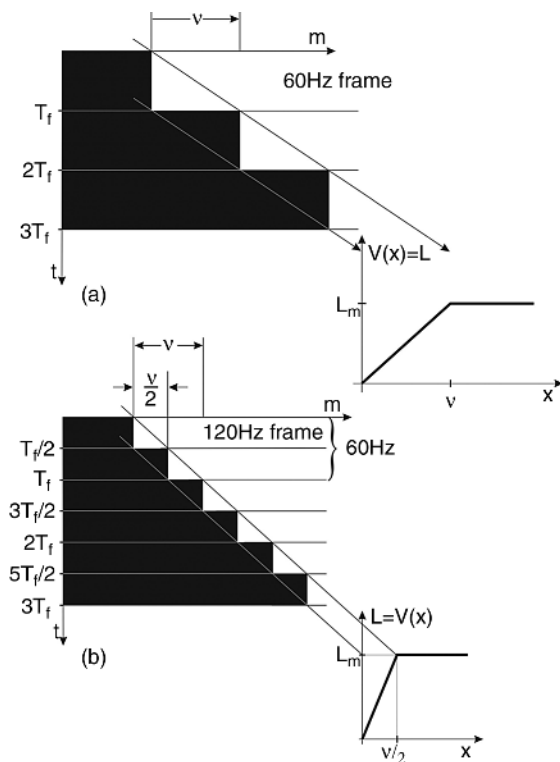 ν
m
60Hz frame
T_f
2T_f
3T_f
t
(a)
V(x)=L
L_m
ν
x
ν
ν/2
m
120Hz frame } 60Hz
T_f/2
T_f
3T_f/2
2T_f
5T_f/2
3T_f
t
(b)
L=V(x)
L_m
ν/2
x